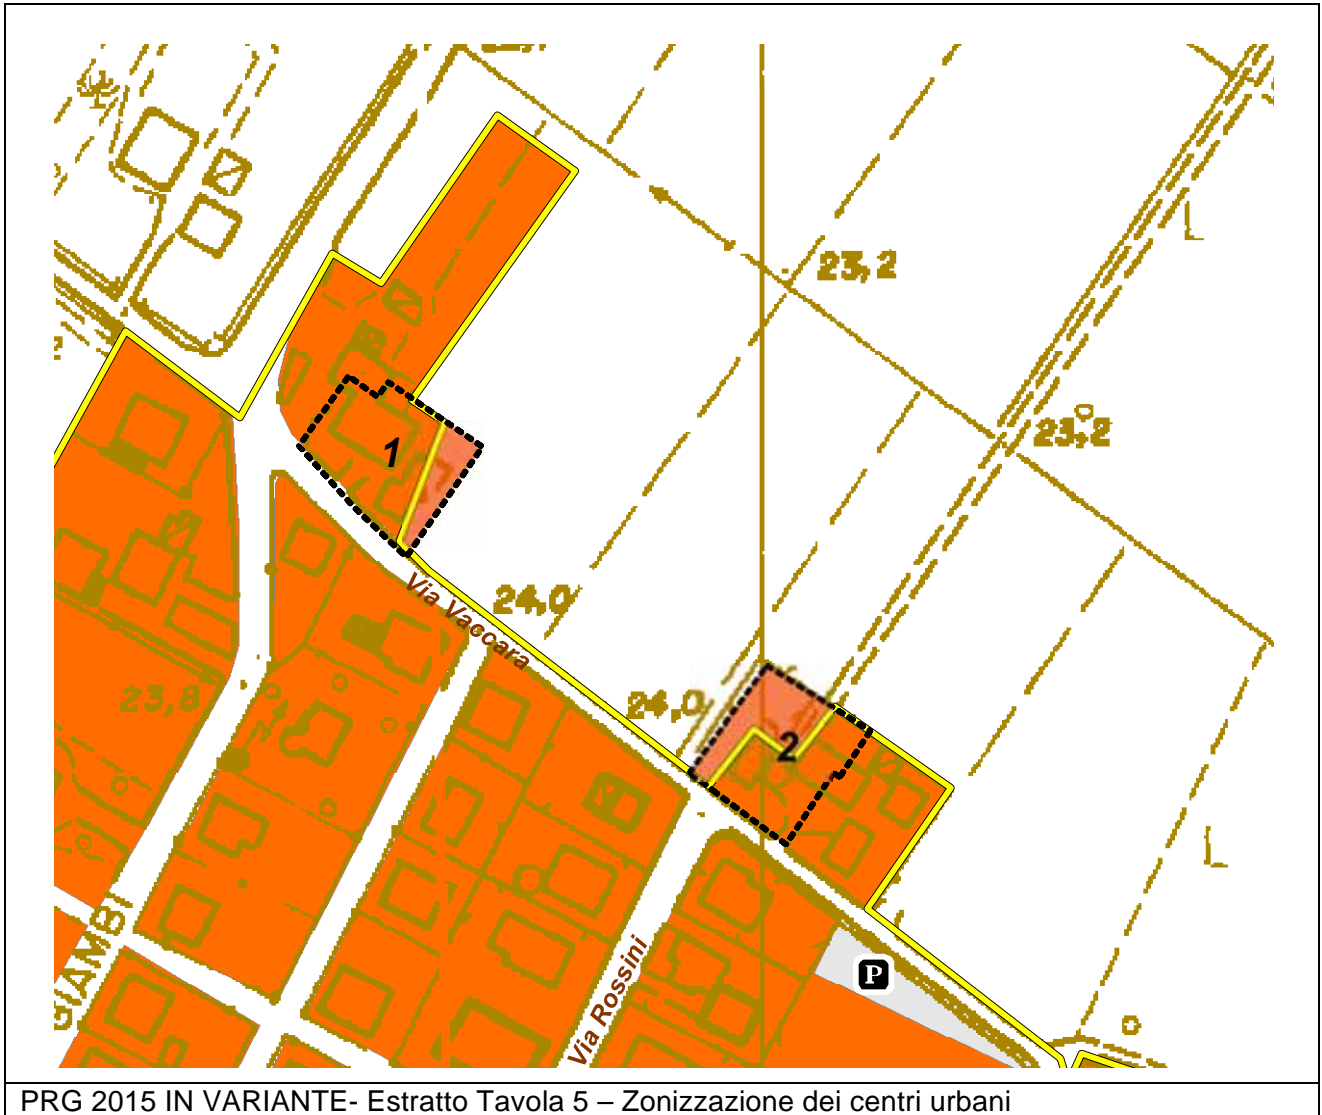 23,2
23,2
1
24,0
Via Vaccara
23,8
24,0
2
GIAMBI
Via Rossini
P
PRG 2015 IN VARIANTE- Estratto Tavola 5 – Zonizzazione dei centri urbani